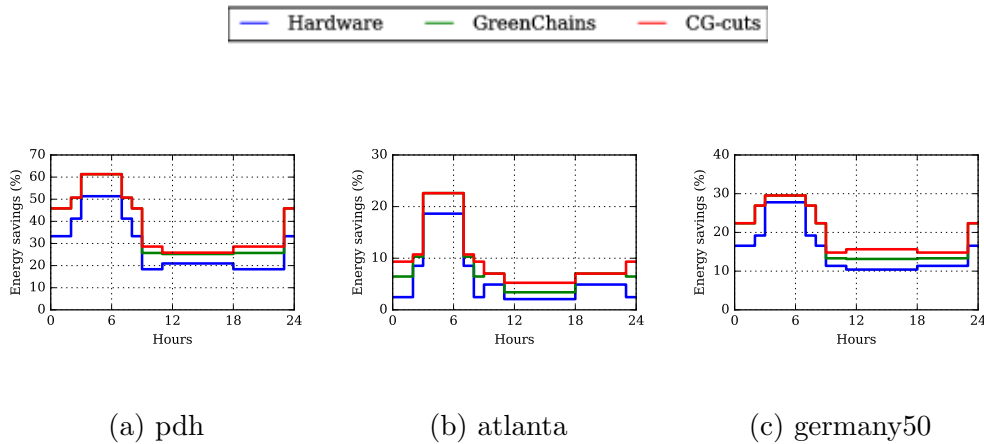 Hardware GreenChains CG-cuts
70
60
50
40
30
20
10
0
Energy savings (%)
0 6 12 18 24
Hours
30
20
10
0
Energy savings (%)
0 6 12 18 24
Hours
40
30
20
10
0
Energy savings (%)
0 6 12 18 24
Hours
(a) pdh (b) atlanta (c) germany50